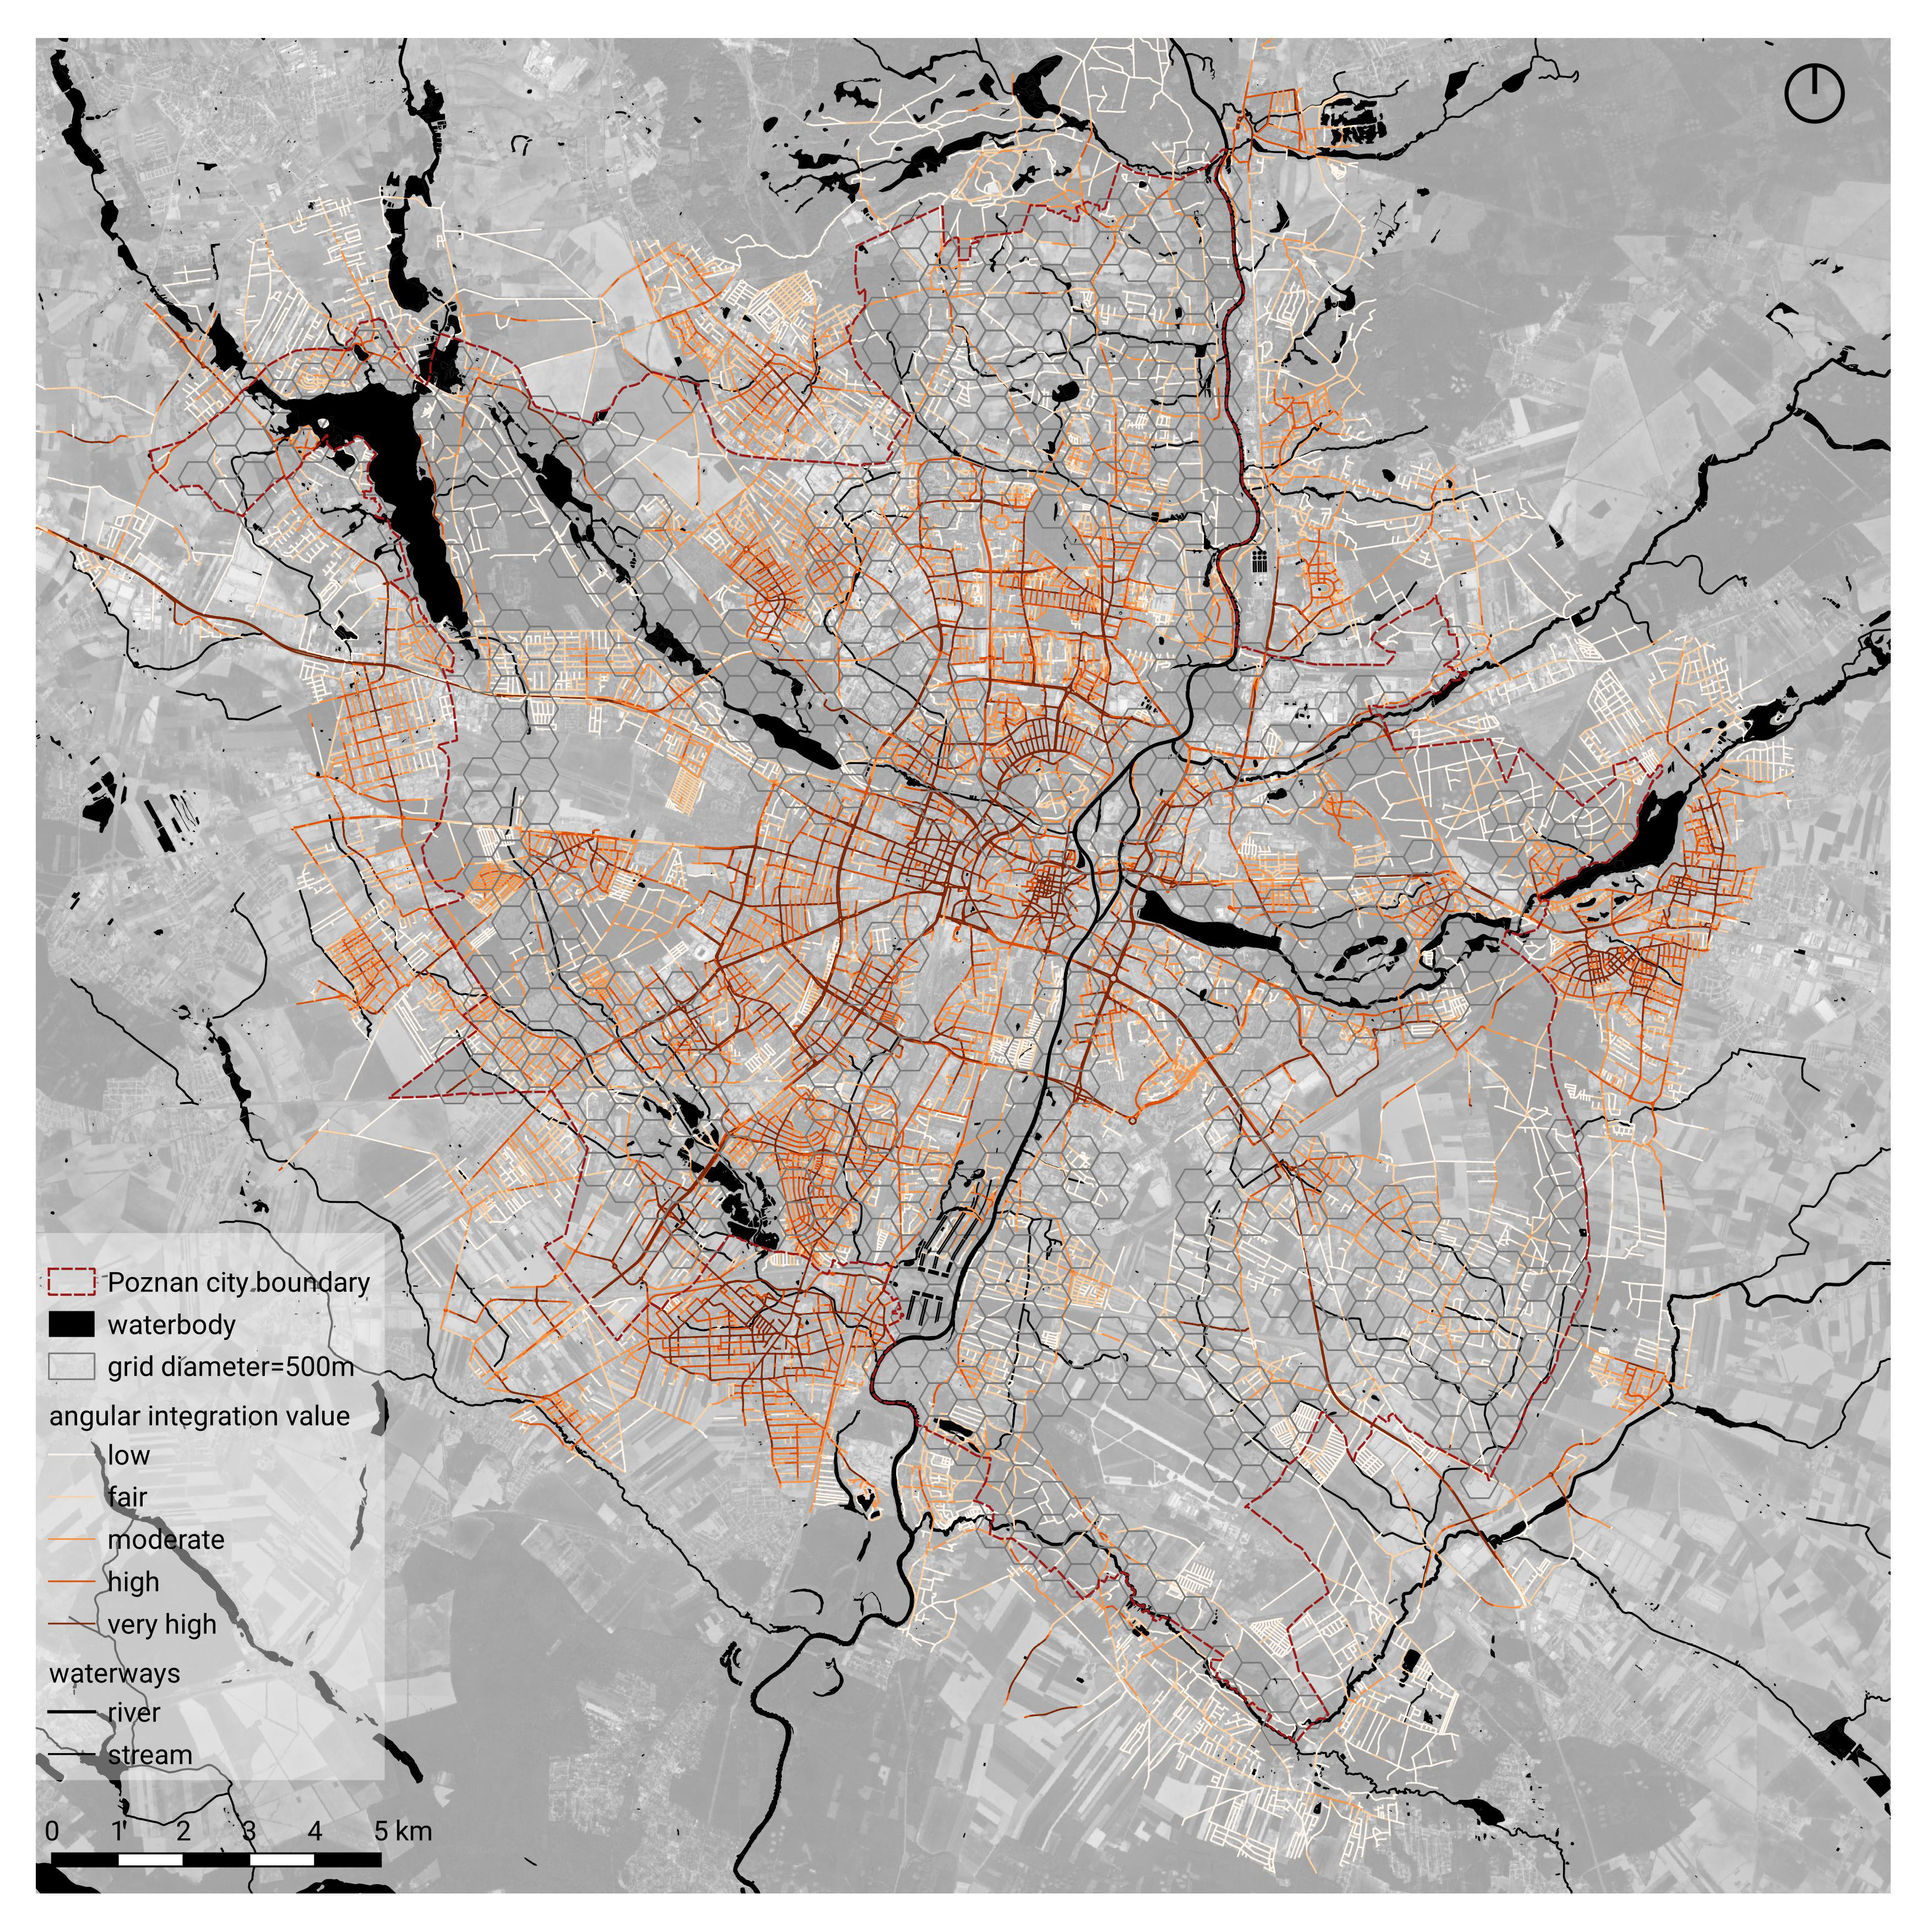 Poznan city boundary
waterbody
grid diameter=500m
angular integration value
low
fair
moderate
high
very high
waterways
river
stream
0 1 2 3 4 5 km